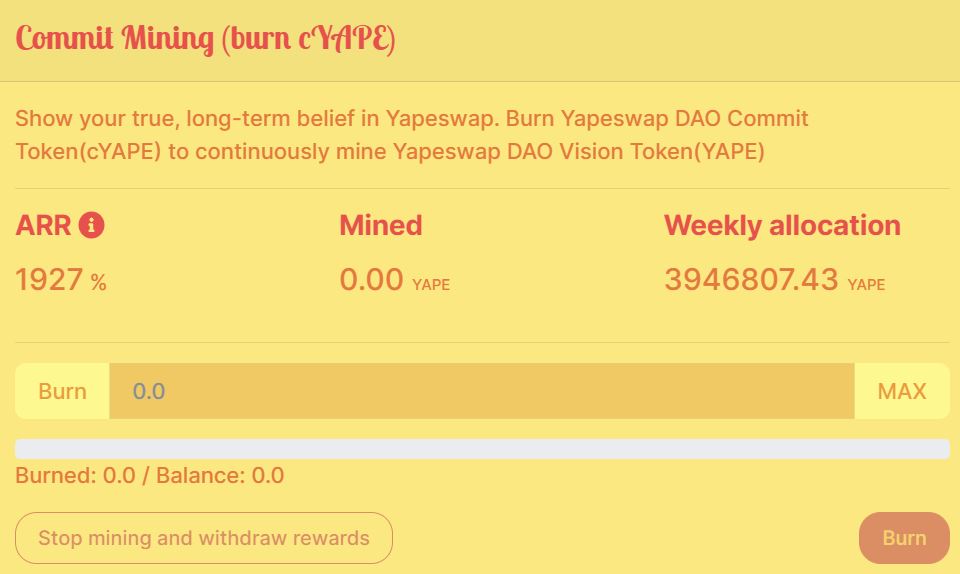 Commit Mining (burn cYAPE)
Show your true, long-term belief in Yapeswap. Burn Yapeswap DAO Commit
Token(cYAPE) to continuously mine Yapeswap DAO Vision Token(YAPE)
ARR Mined Weekly allocation
1927 % 0.00 YAPE 3946807.43 YAPE
Burn 0.0 MAX
Burned: 0.0 / Balance: 0.0
Stop mining and withdraw rewards Burn